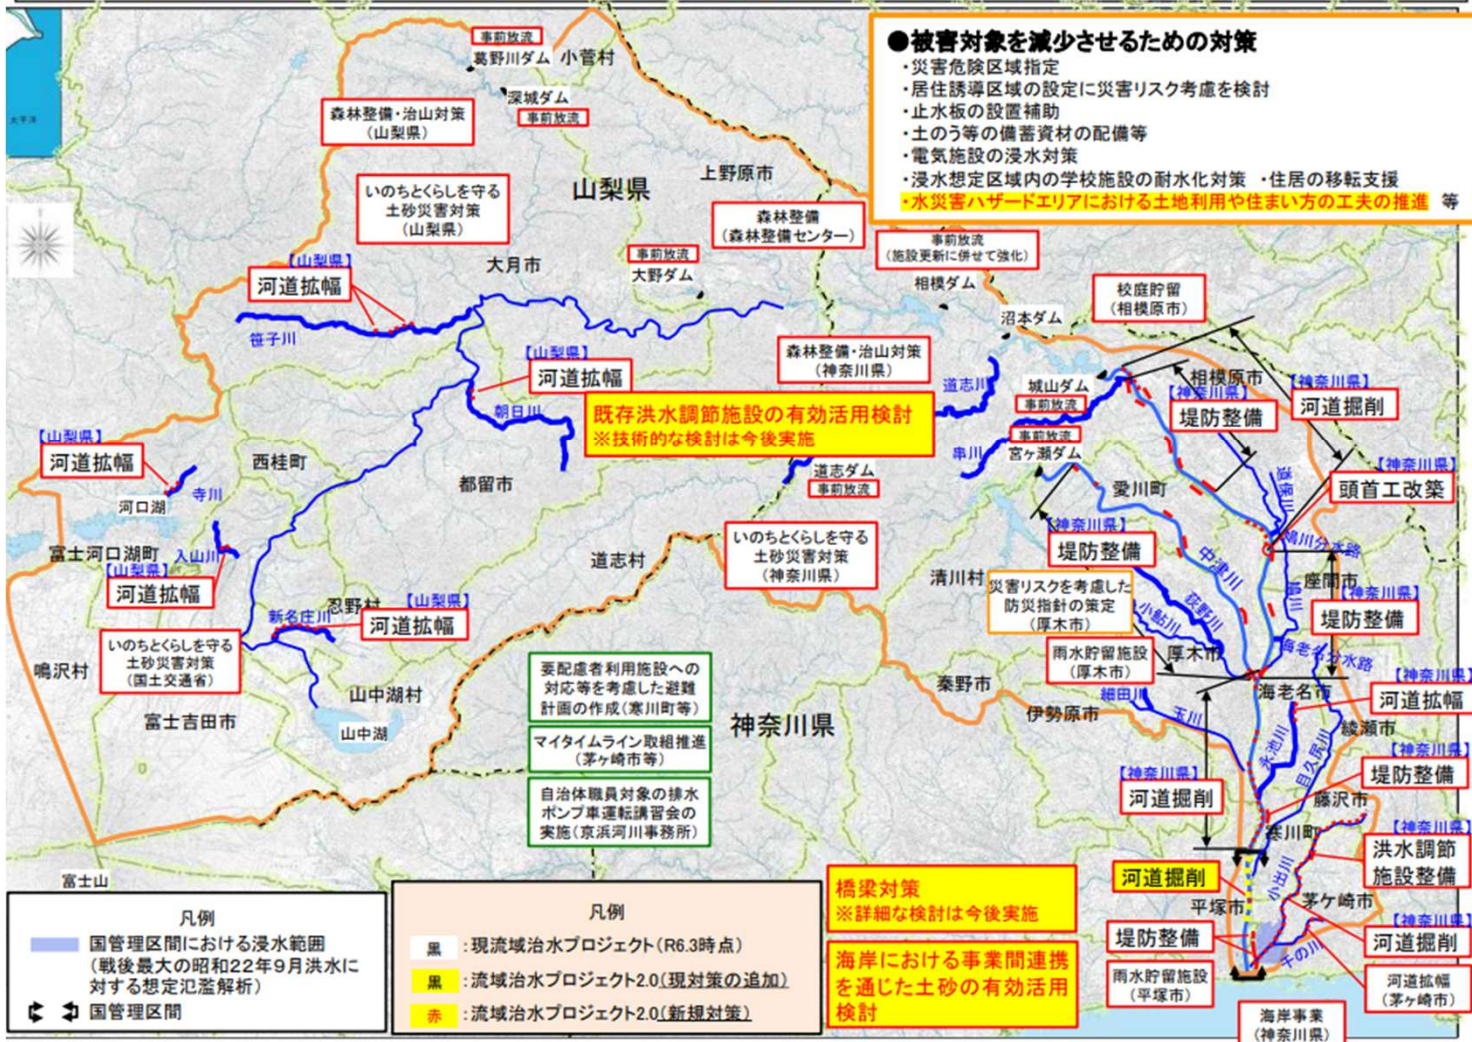 ●被害対象を減少させるための対策
・災害危険区域指定
・居住誘導区域の設定に災害リスク考慮を検討
・止水板の設置補助
・土のう等の備蓄資材の配備等
・電気施設の浸水対策
・浸水想定区域内の学校施設の耐水化対策 ・住居の移転支援
・水災害ハザードエリアにおける土地利用や住まい方の工夫の推進 等
太平洋
事前放流
葛野川ダム
小菅村
深城ダム
事前放流
森林整備・治山対策
(山梨県)
山梨県
上野原市
いのちとくらしを守る
土砂災害対策
(山梨県)
森林整備
(森林整備センター)
事前放流
(施設更新に併せて強化)
相模ダム
事前放流
大野ダム
大月市
【山梨県】
河道拡幅
笹子川
校庭貯留
(相模原市)
沼本ダム
【山梨県】
河道拡幅
朝日川
森林整備・治山対策
(神奈川県)
道志川
城山ダム
事前放流
相模原市
【神奈川県】
堤防整備
【神奈川県】
河道掘削
既存洪水調節施設の有効活用検討
※技術的な検討は今後実施
事前放流
宮ヶ瀬ダム
串川
道志ダム
事前放流
【山梨県】
河道拡幅
寺川
河口湖
西桂町
都留市
愛川町
道保川
【神奈川県】
頭首工改築
富士河口湖町
入山川
【山梨県】
河道拡幅
道志村
いのちとくらしを守る
土砂災害対策
(神奈川県)
【神奈川県】
堤防整備
中津川
鳩川分水路
座間市
清川村
災害リスクを考慮した
防災指針の策定
(厚木市)
荻野川
小鮎川
鳩川
【神奈川県】
堤防整備
忍野村
新名庄川
【山梨県】
河道拡幅
いのちとくらしを守る
土砂災害対策
(国土交通省)
鳴沢村
富士吉田市
山中湖村
山中湖
雨水貯留施設
(厚木市)
厚木市
海老名分水路
海老名市
【神奈川県】
河道拡幅
要配慮者利用施設への
対応等を考慮した避難
計画の作成(寒川町等)
マイタイムライン取組推進
(茅ヶ崎市等)
自治体職員対象の排水
ポンプ車運転講習会の
実施(京浜河川事務所)
神奈川県
秦野市
伊勢原市
細田川
玉川
綾瀬市
永池川
目久尻川
【神奈川県】
河道掘削
【神奈川県】
堤防整備
藤沢市
寒川町
【神奈川県】
洪水調節
施設整備
富士山
河道掘削
小出川
平塚市
茅ケ崎市
【神奈川県】
河道掘削
橋梁対策
※詳細な検討は今後実施
堤防整備
千の川
海岸における事業間連携
を通じた土砂の有効活用
検討
雨水貯留施設
(平塚市)
河道拡幅
(茅ヶ崎市)
海岸事業
(神奈川県)
凡例
国管理区間における浸水範囲
(戦後最大の昭和22年9月洪水に
対する想定氾濫解析)
国管理区間
凡例
黒 :現流域治水プロジェクト(R6.3時点)
黒 :流域治水プロジェクト2.0(現対策の追加)
赤 :流域治水プロジェクト2.0(新規対策)